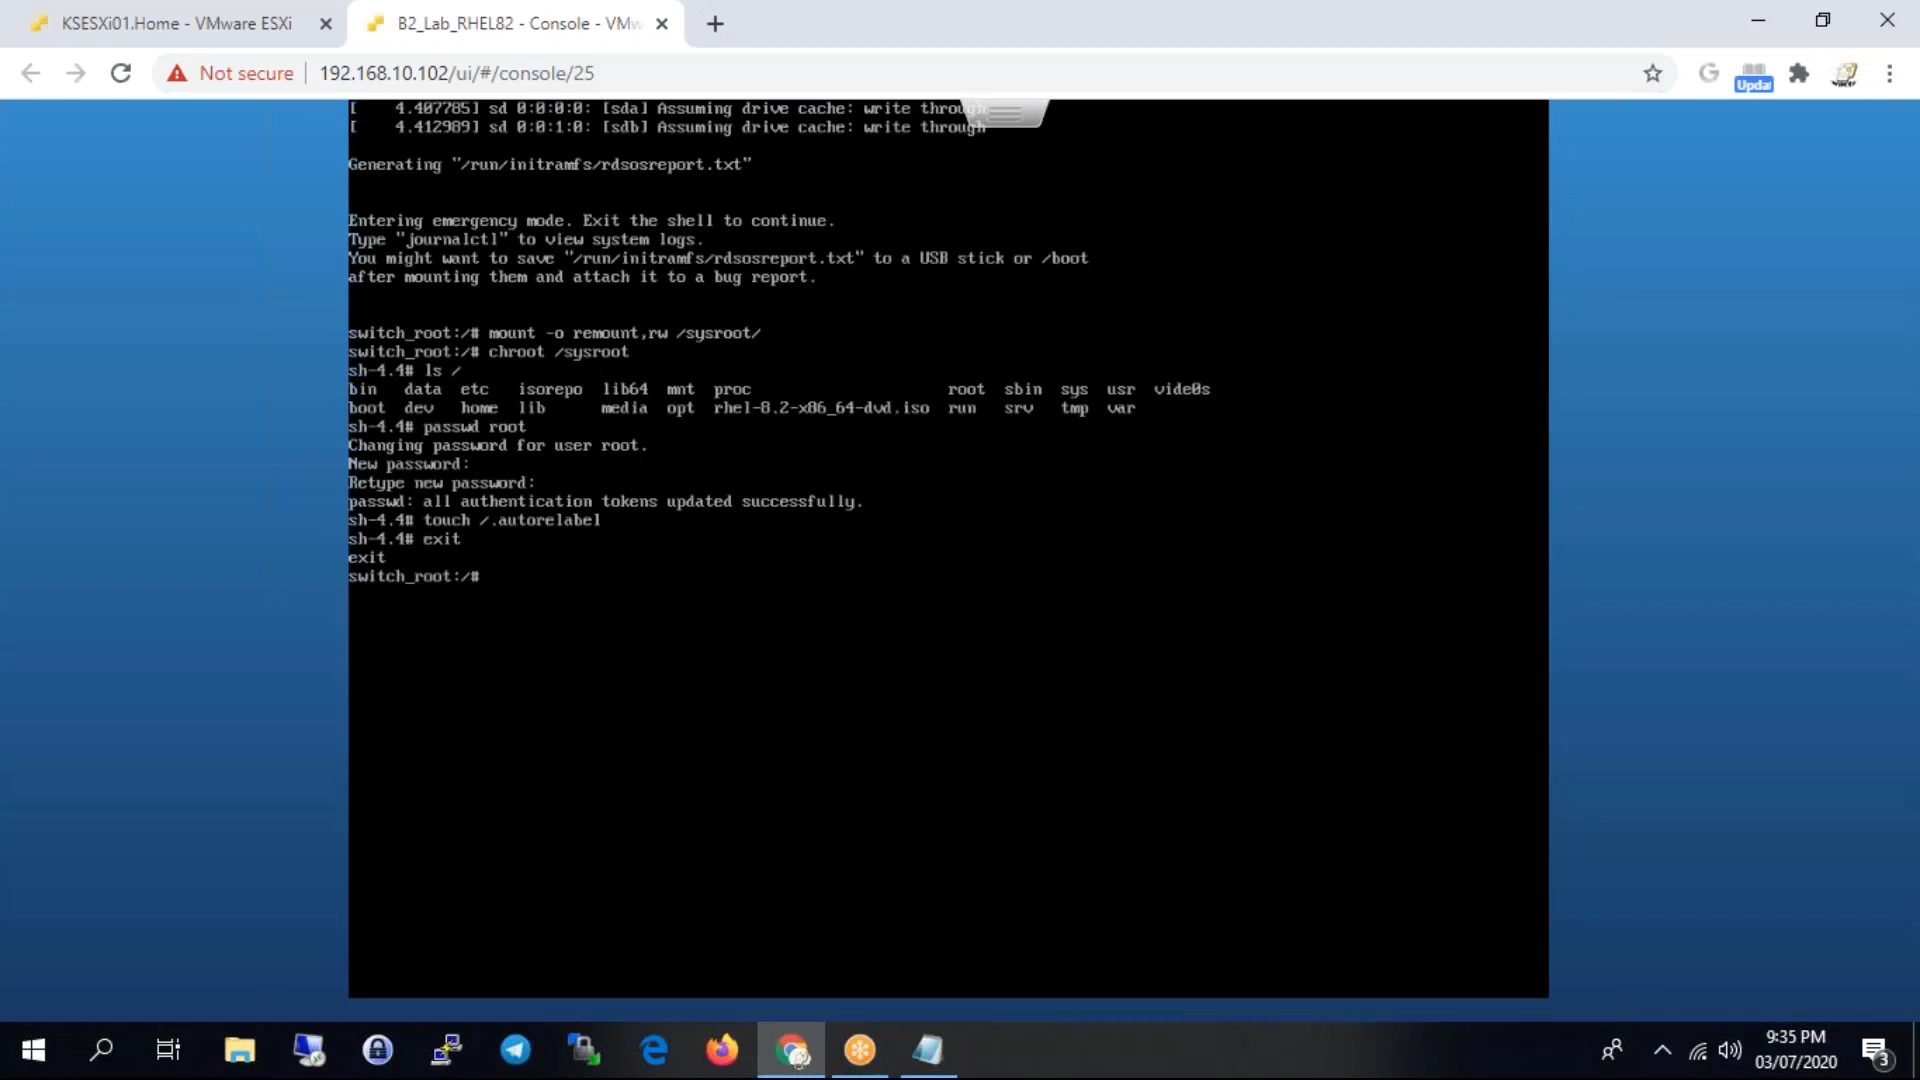 KSESXi01.Home - VMware ESXi
B2_Lab_RHEL82 - Console - VMw
Not secure
192.168.10.102/ui/#/console/25
Updat
[    4.407785] sd 0:0:0:0: [sda] Assuming drive cache: write through
[    4.412989] sd 0:0:1:0: [sdb] Assuming drive cache: write through
Generating "/run/initramfs/rdsosreport.txt"
Entering emergency mode. Exit the shell to continue.
Type "journalctl" to view system logs.
You might want to save "/run/initramfs/rdsosreport.txt" to a USB stick or /boot
after mounting them and attach it to a bug report.
switch_root:/# mount -o remount,rw /sysroot/
switch_root:/# chroot /sysroot
sh-4.4# ls /
bin   data  etc   isorepo  lib64  mnt  proc                     root  sbin  sys  usr  vide0s
boot  dev   home  lib      media  opt  rhel-8.2-x86_64-dvd.iso  run   srv   tmp  var
sh-4.4# passwd root
Changing password for user root.
New password:
Retype new password:
passwd: all authentication tokens updated successfully.
sh-4.4# touch /.autorelabel
sh-4.4# exit
exit
switch_root:/#
9:35 PM
03/07/2020
3